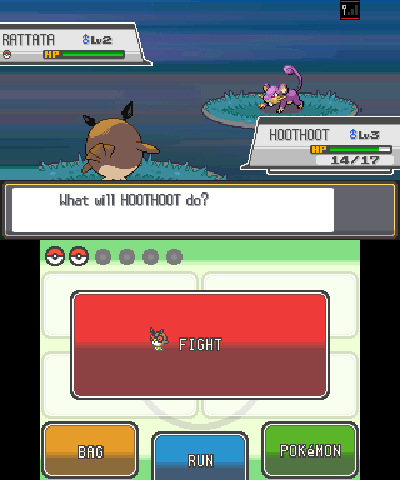 RATTATA ♂Lv2
HP
HOOTHOOT ♂Lv3
HP
14/17
What will HOOTHOOT do?
FIGHT
BAG
RUN
POKéMON